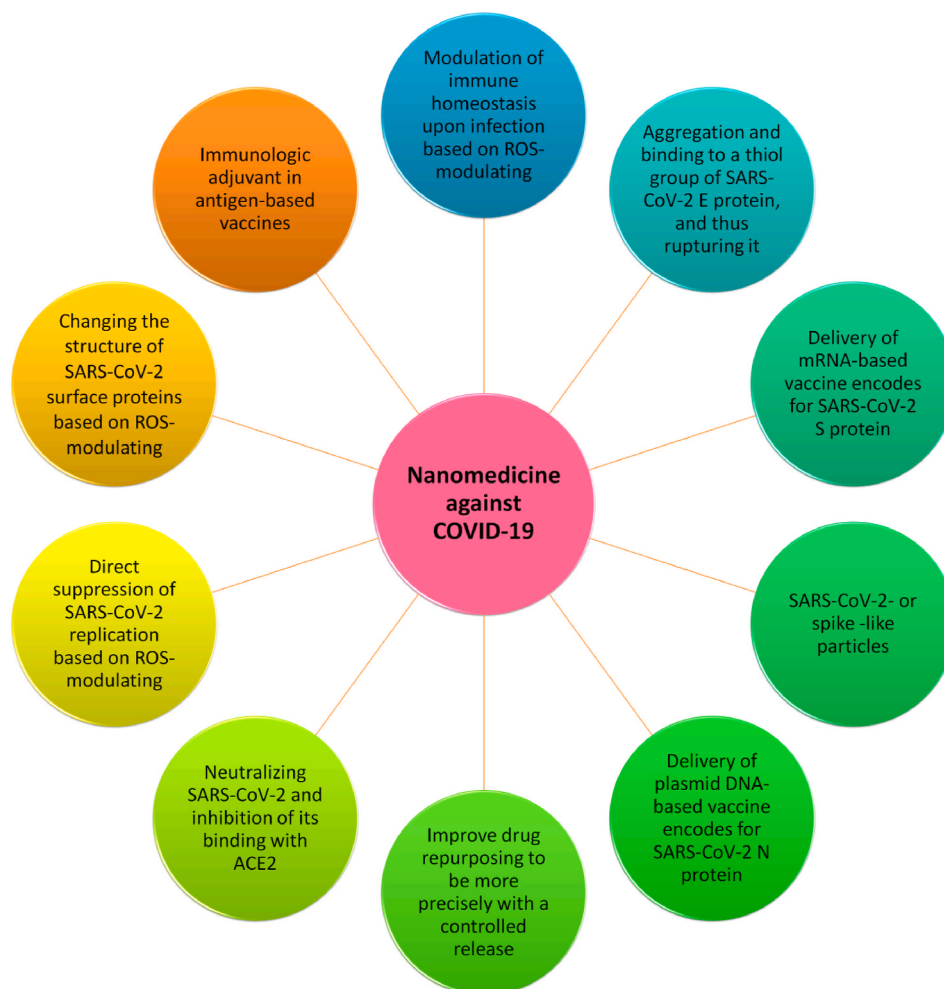 Modulation of
immune
homeostasis
upon infection
based on ROS-
modulating
Aggregation and
binding to a thiol
group of SARS-
CoV-2 E protein,
and thus
rupturing it
Delivery of
mRNA-based
vaccine encodes
for SARS-CoV-2
S protein
SARS-CoV-2- or
spike -like
particles
Delivery of
plasmid DNA-
based vaccine
encodes for
SARS-CoV-2 N
protein
Improve drug
repurposing to
be more
precisely with a
controlled
release
Neutralizing
SARS-CoV-2 and
inhibition of its
binding with
ACE2
Direct
suppression of
SARS-CoV-2
replication
based on ROS-
modulating
Changing the
structure of
SARS-CoV-2
surface proteins
based on ROS-
modulating
Immunologic
adjuvant in
antigen-based
vaccines
Nanomedicine
against
COVID-19